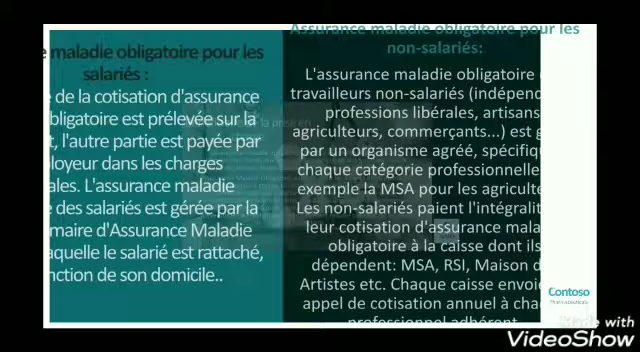 e maladie obligatoire pour les
salariés :
de la cotisation d'assurance
bligatoire est prélevée sur la
t, l'autre partie est payée par
loyeur dans les charges
ales. L'assurance maladie
e des salariés est gérée par la
maire d'Assurance Maladie
aquelle le salarié est rattaché,
nction de son domicile..
Assurance maladie obligatoire pour les
non-salariés:
L'assurance maladie obligatoire
travailleurs non-salariés (indépend
professions libérales, artisans
agriculteurs, commerçants...) est g
par un organisme agréé, spécifiq
chaque catégorie professionnelle
exemple la MSA pour les agriculte
Les non-salariés paient l'intégralit
leur cotisation d'assurance mala
obligatoire à la caisse dont ils
dépendent: MSA, RSI, Maison d
Artistes etc. Chaque caisse envoi
appel de cotisation annuel à cha
professionnel adhérent
Contoso
Made with
VideoShow